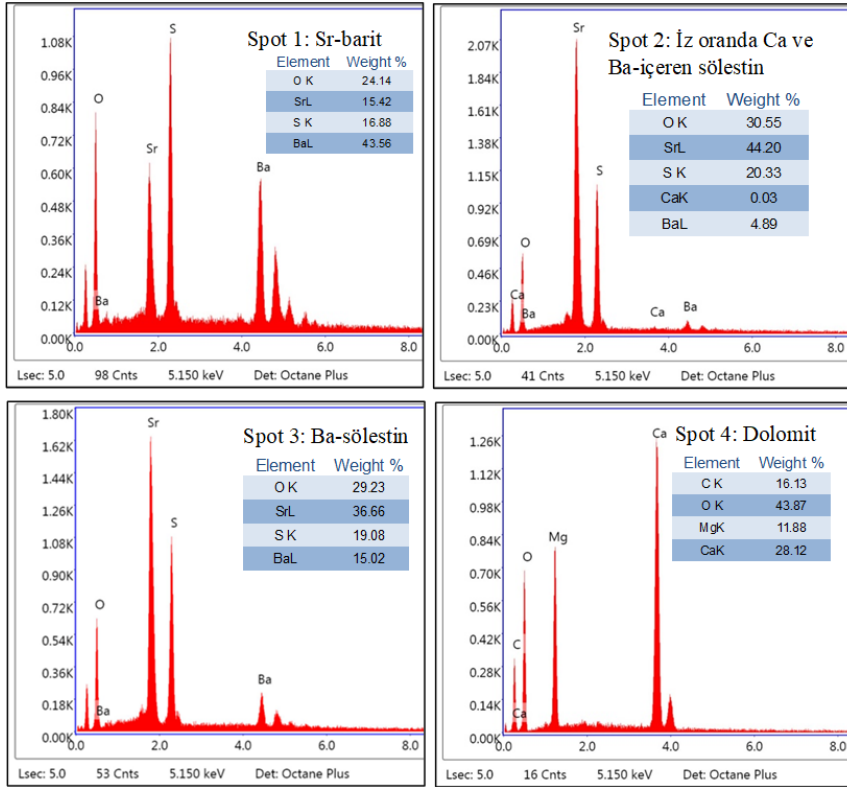 Spot 1: Sr-barit
Element Weight %
O K 24.14
SrL 15.42
S K 16.88
BaL 43.56
1.08K
0.96K
0.84K
0.72K
0.60K
0.48K
0.36K
0.24K
0.12K
0.00K
O
Ba
Sr
S
Ba
0.0 2.0 4.0 6.0 8.0
Lsec: 5.0 98 Cnts 5.150 keV Det: Octane Plus
Spot 2: İz oranda Ca ve
Ba-içeren sölestin
Element Weight %
O K 30.55
SrL 44.20
S K 20.33
CaK 0.03
BaL 4.89
2.07K
1.84K
1.61K
1.38K
1.15K
0.92K
0.69K
0.46K
0.23K
0.00K
Ca
O
Ba
Sr
S
Ca
Ba
0.0 2.0 4.0 6.0 8.0
Lsec: 5.0 41 Cnts 5.150 keV Det: Octane Plus
Spot 3: Ba-sölestin
Element Weight %
O K 29.23
SrL 36.66
S K 19.08
BaL 15.02
1.80K
1.62K
1.44K
1.26K
1.08K
0.90K
0.72K
0.54K
0.36K
0.18K
0.00K
O
Ba
Sr
S
Ba
0.0 2.0 4.0 6.0 8.0
Lsec: 5.0 53 Cnts 5.150 keV Det: Octane Plus
Spot 4: Dolomit
Element Weight %
C K 16.13
O K 43.87
MgK 11.88
CaK 28.12
1.26K
1.12K
0.98K
0.84K
0.70K
0.56K
0.42K
0.28K
0.14K
0.00K
C
Ca
O
Mg
Ca
0.0 2.0 4.0 6.0 8.0
Lsec: 5.0 16 Cnts 5.150 keV Det: Octane Plus